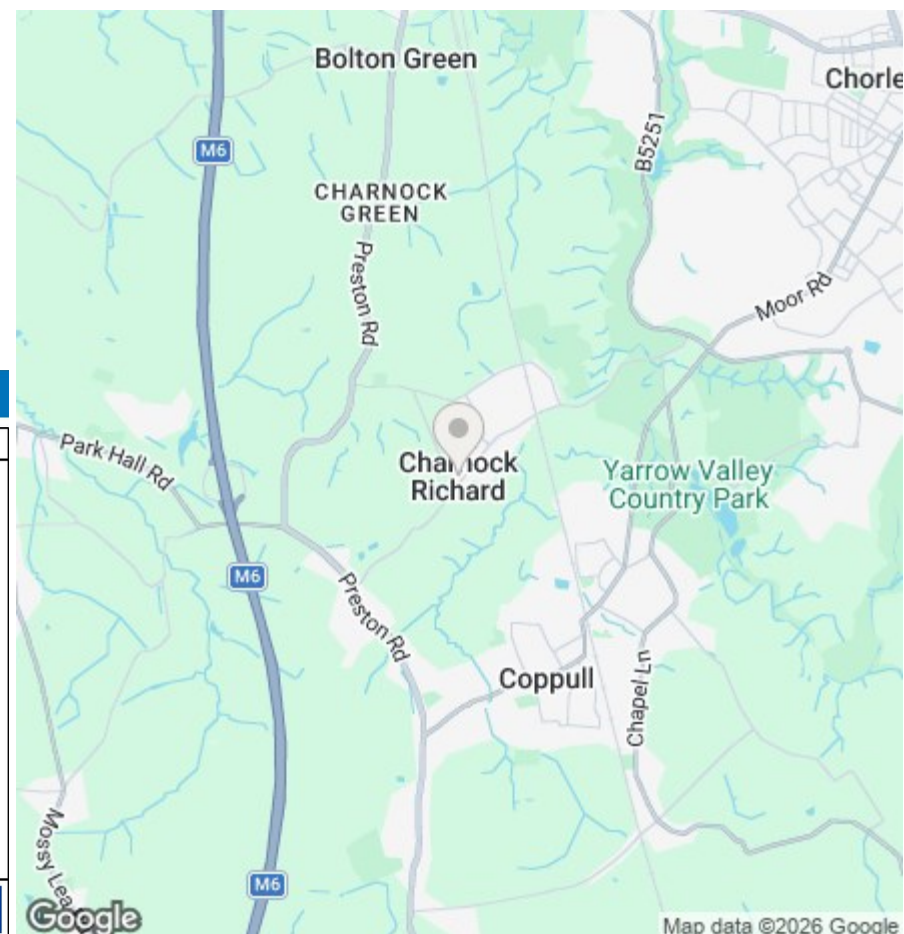 Bolton Green
Chorle
M6
B5251
CHARNOCK
GREEN
Preston Rd
Moor Rd
Park Hall Rd
Charnock
Richard
Yarrow Valley
Country Park
M6
Preston Rd
Coppull
Chapel Ln
Mossy Lea
M6
Google
Map data ©2026 Google